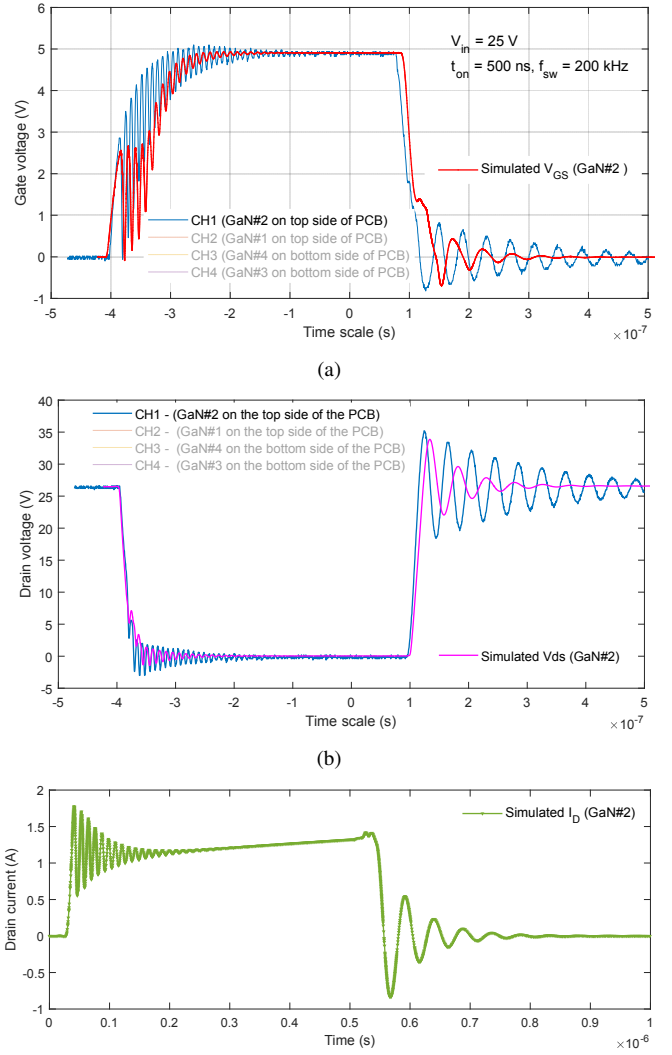 6
5
4
3
2
1
0
-1
Gate voltage (V)
V_in = 25 V
t_on = 500 ns, f_sw = 200 kHz
Simulated V_GS (GaN#2 )
CH1 (GaN#2 on top side of PCB)
CH2 (GaN#1 on top side of PCB)
CH3 (GaN#4 on bottom side of PCB)
CH4 (GaN#3 on bottom side of PCB)
-5 -4 -3 -2 -1 0 1 2 3 4 5
Time scale (s)
×10^-7
(a)
40
35
30
25
20
15
10
5
0
-5
Drain voltage (V)
CH1 - (GaN#2 on the top side of the PCB)
CH2 - (GaN#1 on the top side of the PCB)
CH3 - (GaN#4 on the bottom side of the PCB)
CH4 - (GaN#3 on the bottom side of the PCB)
Simulated Vds (GaN#2)
-5 -4 -3 -2 -1 0 1 2 3 4 5
Time scale (s)
×10^-7
(b)
2
1.5
1
0.5
0
-0.5
-1
Drain current (A)
Simulated I_D (GaN#2)
0 0.1 0.2 0.3 0.4 0.5 0.6 0.7 0.8 0.9 1
Time (s)
×10^-6